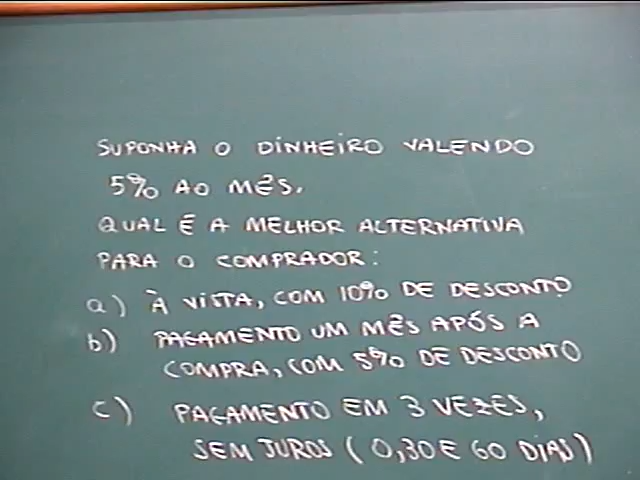 SUPONHA O DINHEIRO VALENDO
5% AO MÊS.
QUAL É A MELHOR ALTERNATIVA
PARA O COMPRADOR:
a) À VISTA, COM 10% DE DESCONTO
b) PAGAMENTO UM MÊS APÓS A
COMPRA, COM 5% DE DESCONTO
c) PAGAMENTO EM 3 VEZES,
SEM JUROS (0,30 E 60 DIAS)